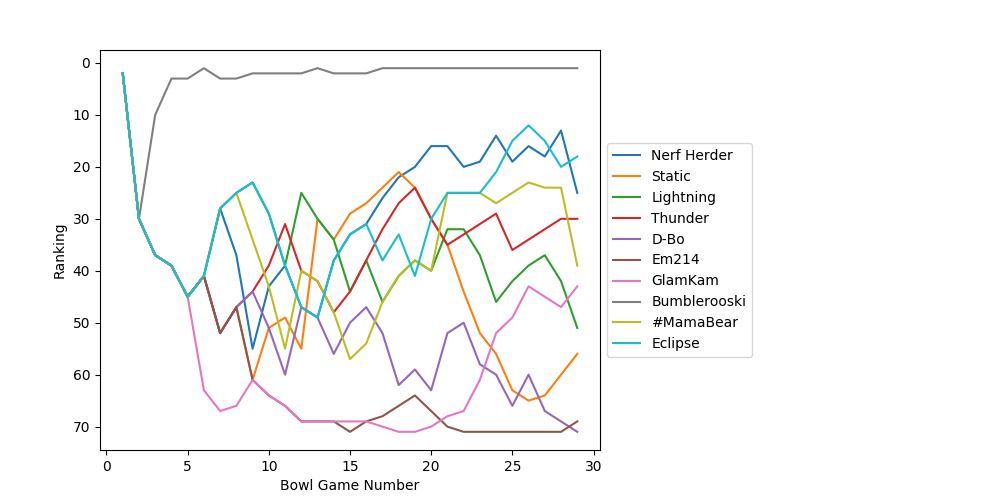 0
10
20
30
40
50
60
70
Ranking
0 5 10 15 20 25 30
Bowl Game Number
Nerf Herder
Static
Lightning
Thunder
D-Bo
Em214
GlamKam
Bumblerooski
#MamaBear
Eclipse